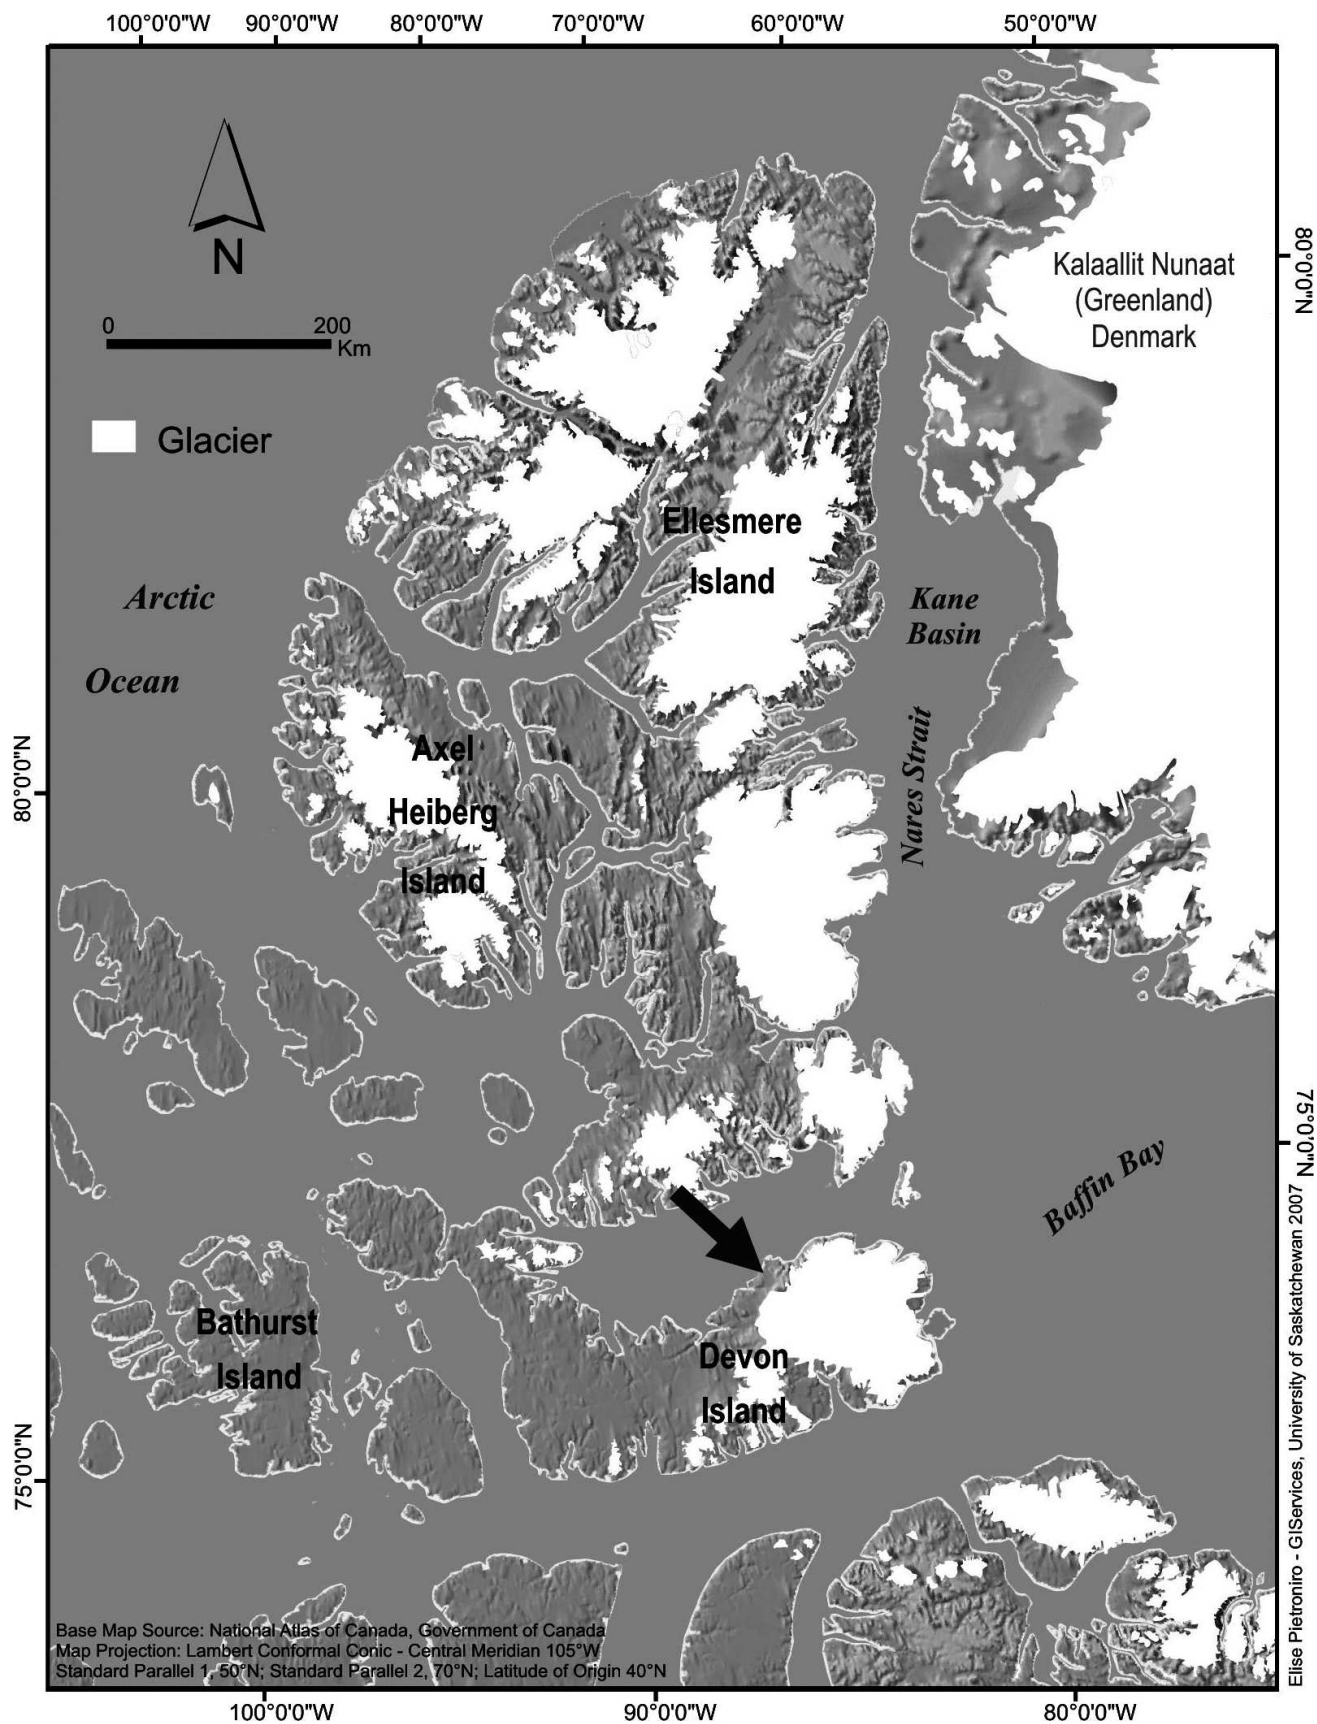 100°0'0"W 90°0'0"W 80°0'0"W 70°0'0"W 60°0'0"W 50°0'0"W
N
0 200
Km
Glacier
Kalaallit Nunaat
(Greenland)
Denmark
80°0'0"N
Ellesmere
Island
Arctic
Ocean
Kane
Basin
Nares Strait
Axel
Heiberg
Island
80°0'0"N
75°0'0"N
Baffin Bay
Bathurst
Island
Devon
Island
75°0'0"N
Elise Pietroniro - GIServices, University of Saskatchewan 2007
Base Map Source: National Atlas of Canada, Government of Canada
Map Projection: Lambert Conformal Conic - Central Meridian 105°W
Standard Parallel 1, 50°N; Standard Parallel 2, 70°N; Latitude of Origin 40°N
100°0'0"W 90°0'0"W 80°0'0"W